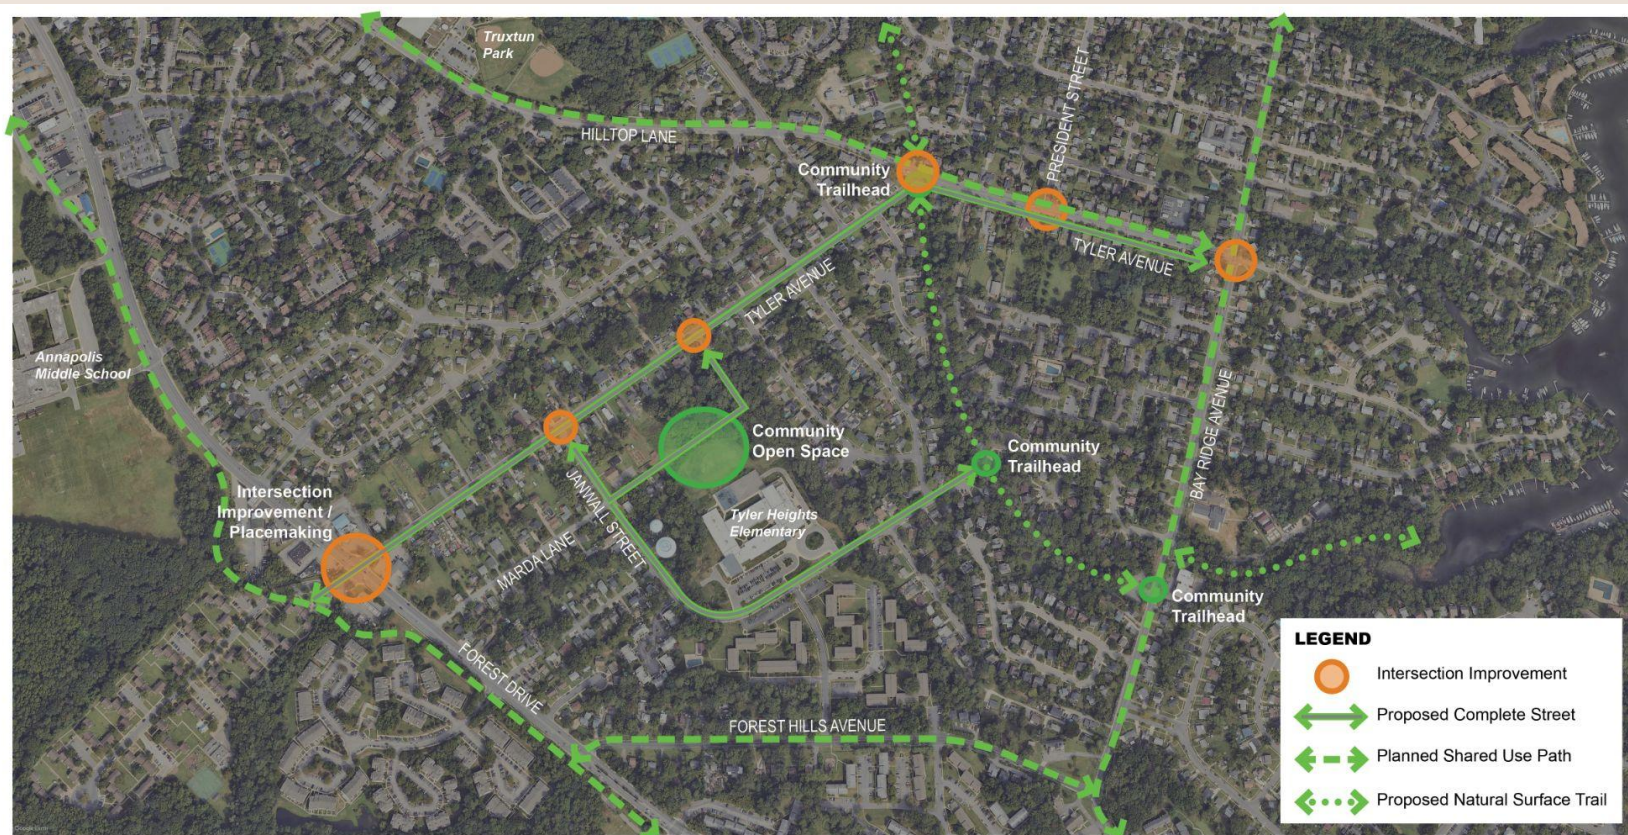 Truxtun
Park
HILLTOP LANE
PRESIDENT STREET
Community
Trailhead
TYLER AVENUE
TYLER AVENUE
Annapolis
Middle School
BAY RIDGE AVENUE
Community
Open Space
Community
Trailhead
Intersection
Improvement /
Placemaking
JANWALL STREET
Tyler Heights
Elementary
MARDA LANE
Community
Trailhead
FOREST DRIVE
FOREST HILLS AVENUE
LEGEND
Intersection Improvement
Proposed Complete Street
Planned Shared Use Path
Proposed Natural Surface Trail